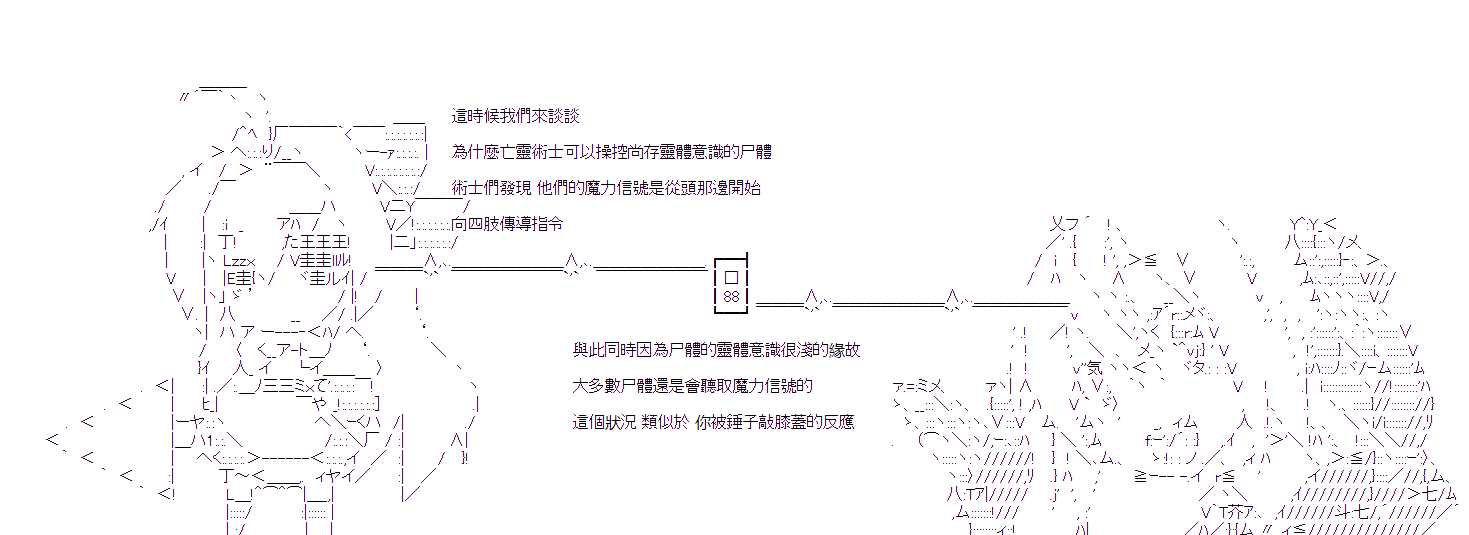 這時候我們來談談
為什麼亡靈術士可以操控尚存靈體意識的尸體
術士們發現 他們的魔力信號是從頭那邊開始
向四肢傳導指令
與此同時因為尸體的靈體意識很淺的緣故
大多數尸體還是會聽取魔力信號的
這個狀況 類似於 你被錘子敲膝蓋的反應